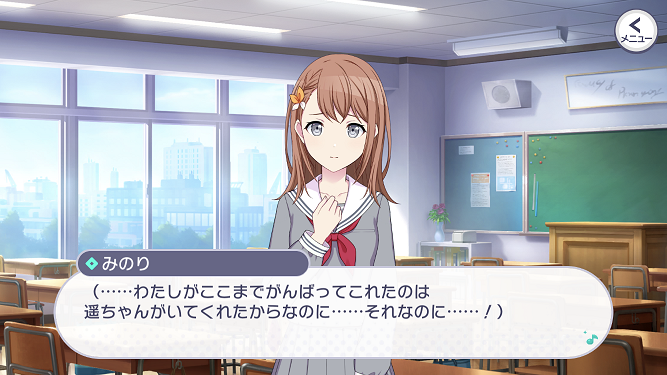 メニュー
みのり
(……わたしがここまでがんばってこれたのは
遥ちゃんがいてくれたからなのに……それなのに……！)